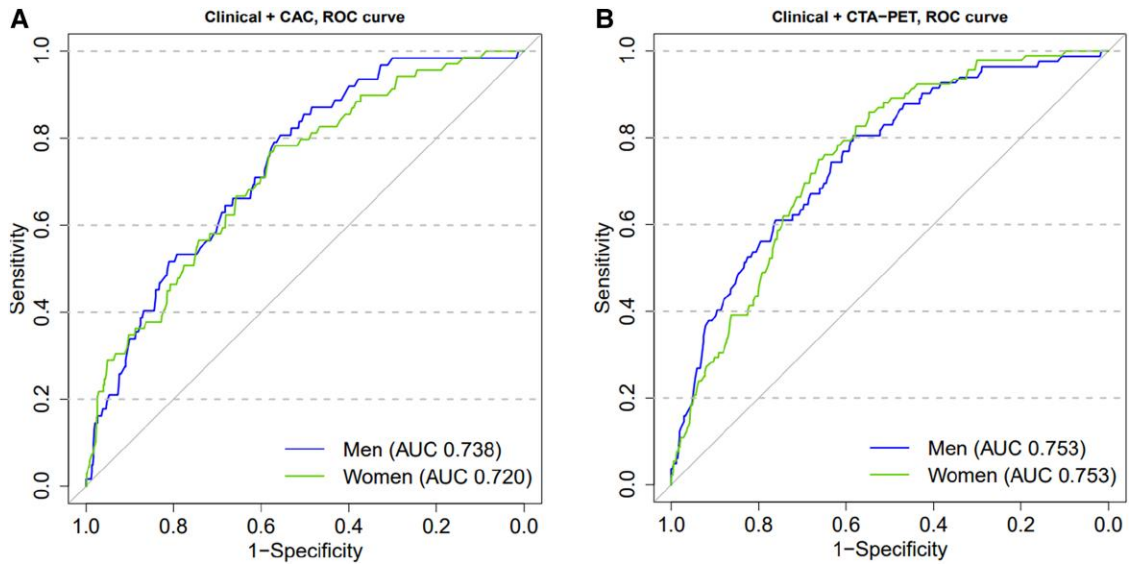 A
Clinical + CAC, ROC curve
1.0
0.8
0.6
0.4
0.2
0.0
Sensitivity
Men (AUC 0.738)
Women (AUC 0.720)
1.0 0.8 0.6 0.4 0.2 0.0
1−Specificity
B
Clinical + CTA−PET, ROC curve
1.0
0.8
0.6
0.4
0.2
0.0
Sensitivity
Men (AUC 0.753)
Women (AUC 0.753)
1.0 0.8 0.6 0.4 0.2 0.0
1−Specificity